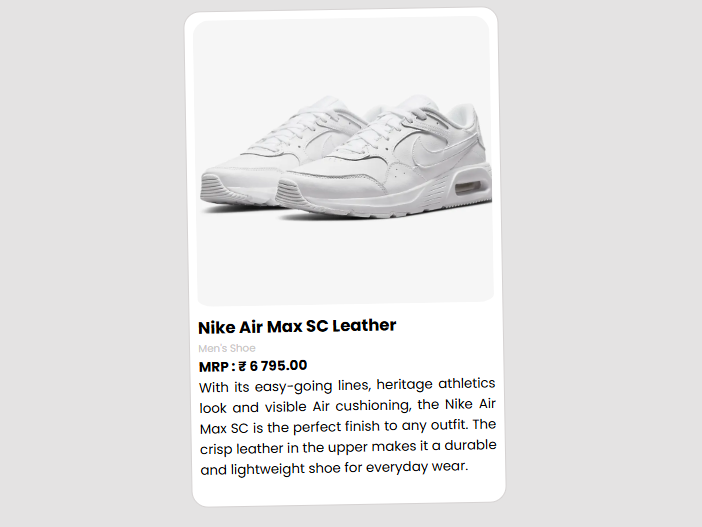 Nike Air Max SC Leather
Men's Shoe
MRP : ₹ 6 795.00
With its easy-going lines, heritage athletics
look and visible Air cushioning, the Nike Air
Max SC is the perfect finish to any outfit. The
crisp leather in the upper makes it a durable
and lightweight shoe for everyday wear.